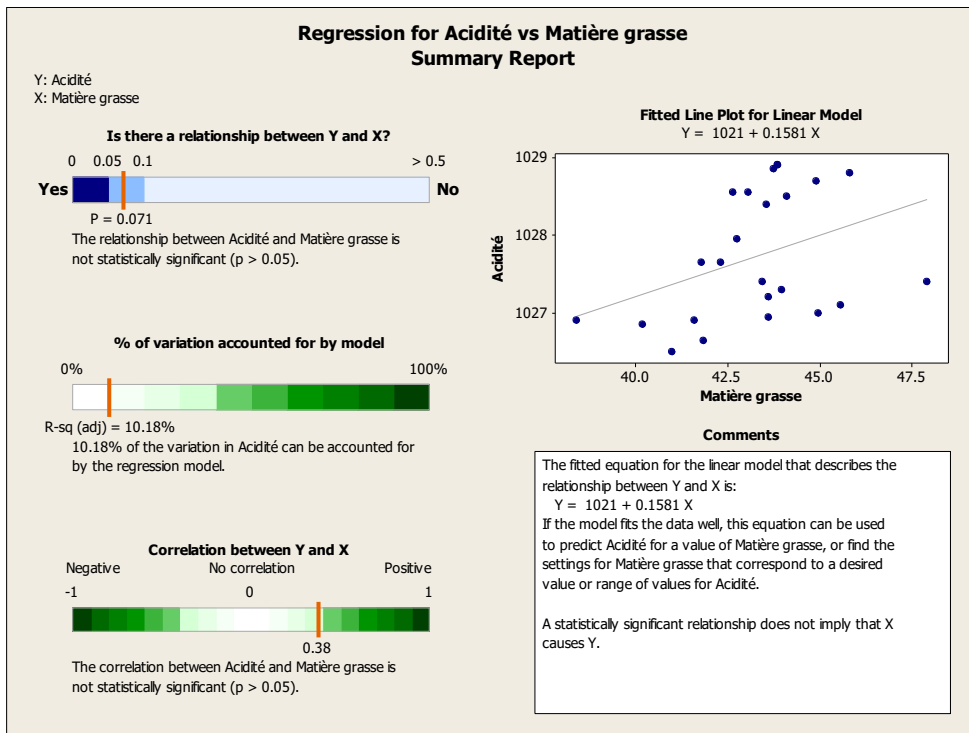 Regression for Acidité vs Matière grasse
Summary Report
Y: Acidité
X: Matière grasse
Is there a relationship between Y and X?
0 0.05 0.1 > 0.5
Yes No
P = 0.071
The relationship between Acidité and Matière grasse is
not statistically significant (p > 0.05).
% of variation accounted for by model
0% 100%
R-sq (adj) = 10.18%
10.18% of the variation in Acidité can be accounted for
by the regression model.
Correlation between Y and X
Negative No correlation Positive
-1 0 1
0.38
The correlation between Acidité and Matière grasse is
not statistically significant (p > 0.05).
Fitted Line Plot for Linear Model
Y = 1021 + 0.1581 X
1029
1028
1027
Acidité
40.0 42.5 45.0 47.5
Matière grasse
Comments
The fitted equation for the linear model that describes the
relationship between Y and X is:
Y = 1021 + 0.1581 X
If the model fits the data well, this equation can be used
to predict Acidité for a value of Matière grasse, or find the
settings for Matière grasse that correspond to a desired
value or range of values for Acidité.
A statistically significant relationship does not imply that X
causes Y.